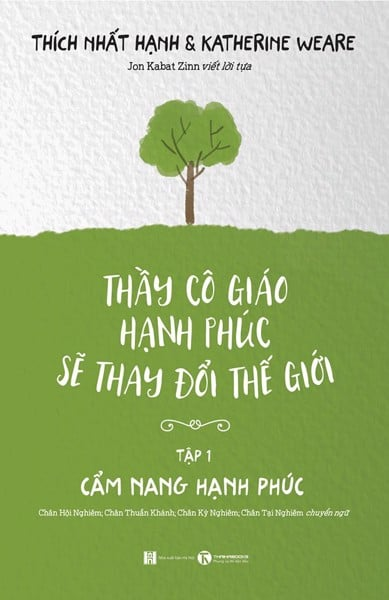 THÍCH NHẤT HẠNH & KATHERINE WEARE
Jon Kabat Zinn viết lời tựa
THẦY CÔ GIÁO
HẠNH PHÚC
SẼ THAY ĐỔI THẾ GIỚI
TẬP 1
CẨM NANG HẠNH PHÚC
Chân Hội Nghiêm; Chân Thuần Khánh; Chân Kỳ Nghiêm; Chân Tại Nghiêm chuyển ngữ
THAIHABOOKS